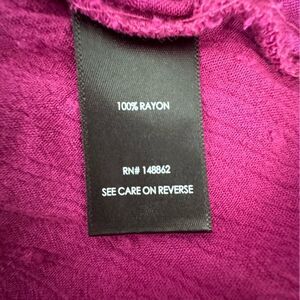 100% RAYON
RN# 148862
SEE CARE ON REVERSE